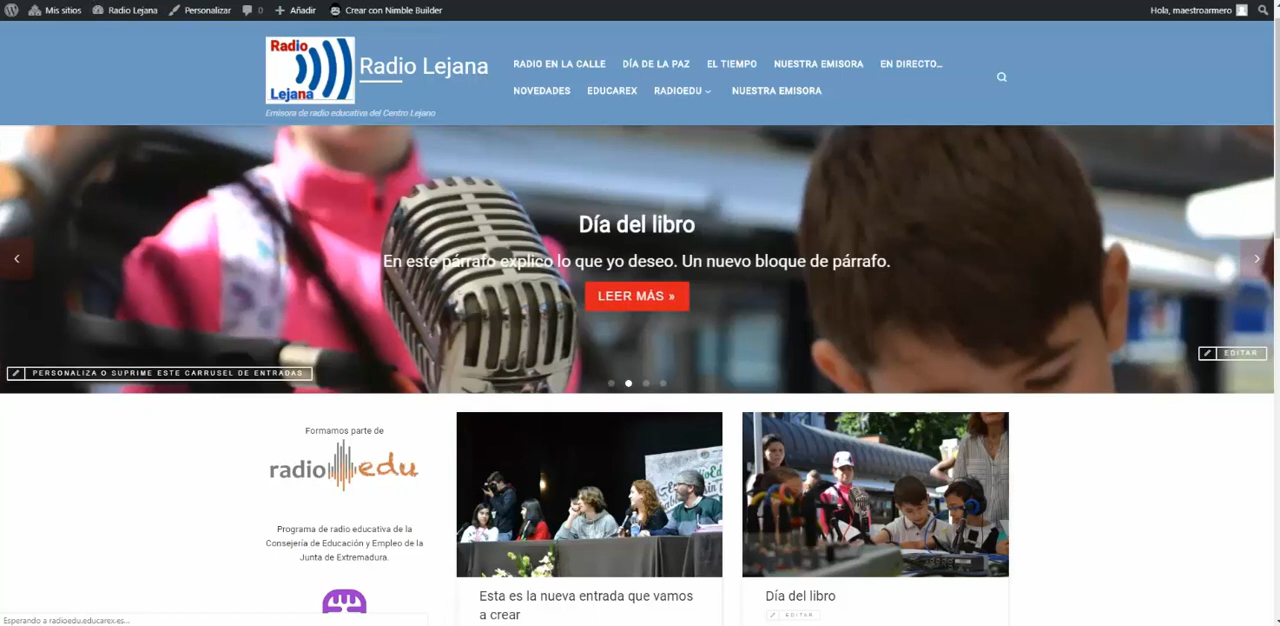 Mis sitios Radio Lejana Personalizar 0 Añadir Crear con Nimble Builder Hola, maestroarmero
Radio
Lejana
Radio Lejana
Emisora de radio educativa del Centro Lejano
RADIO EN LA CALLE DÍA DE LA PAZ EL TIEMPO NUESTRA EMISORA EN DIRECTO...
NOVEDADES EDUCAREX RADIOEDU NUESTRA EMISORA
Día del libro
En este párrafo explico lo que yo deseo. Un nuevo bloque de párrafo.
LEER MÁS »
EDITAR
PERSONALIZA O SUPRIME ESTE CARRUSEL DE ENTRADAS
Formamos parte de
radio edu
Programa de radio educativa de la
Consejería de Educación y Empleo de la
Junta de Extremadura.
Esta es la nueva entrada que vamos
a crear
Día del libro
EDITAR
Esperando a radioedu.educarex.es...